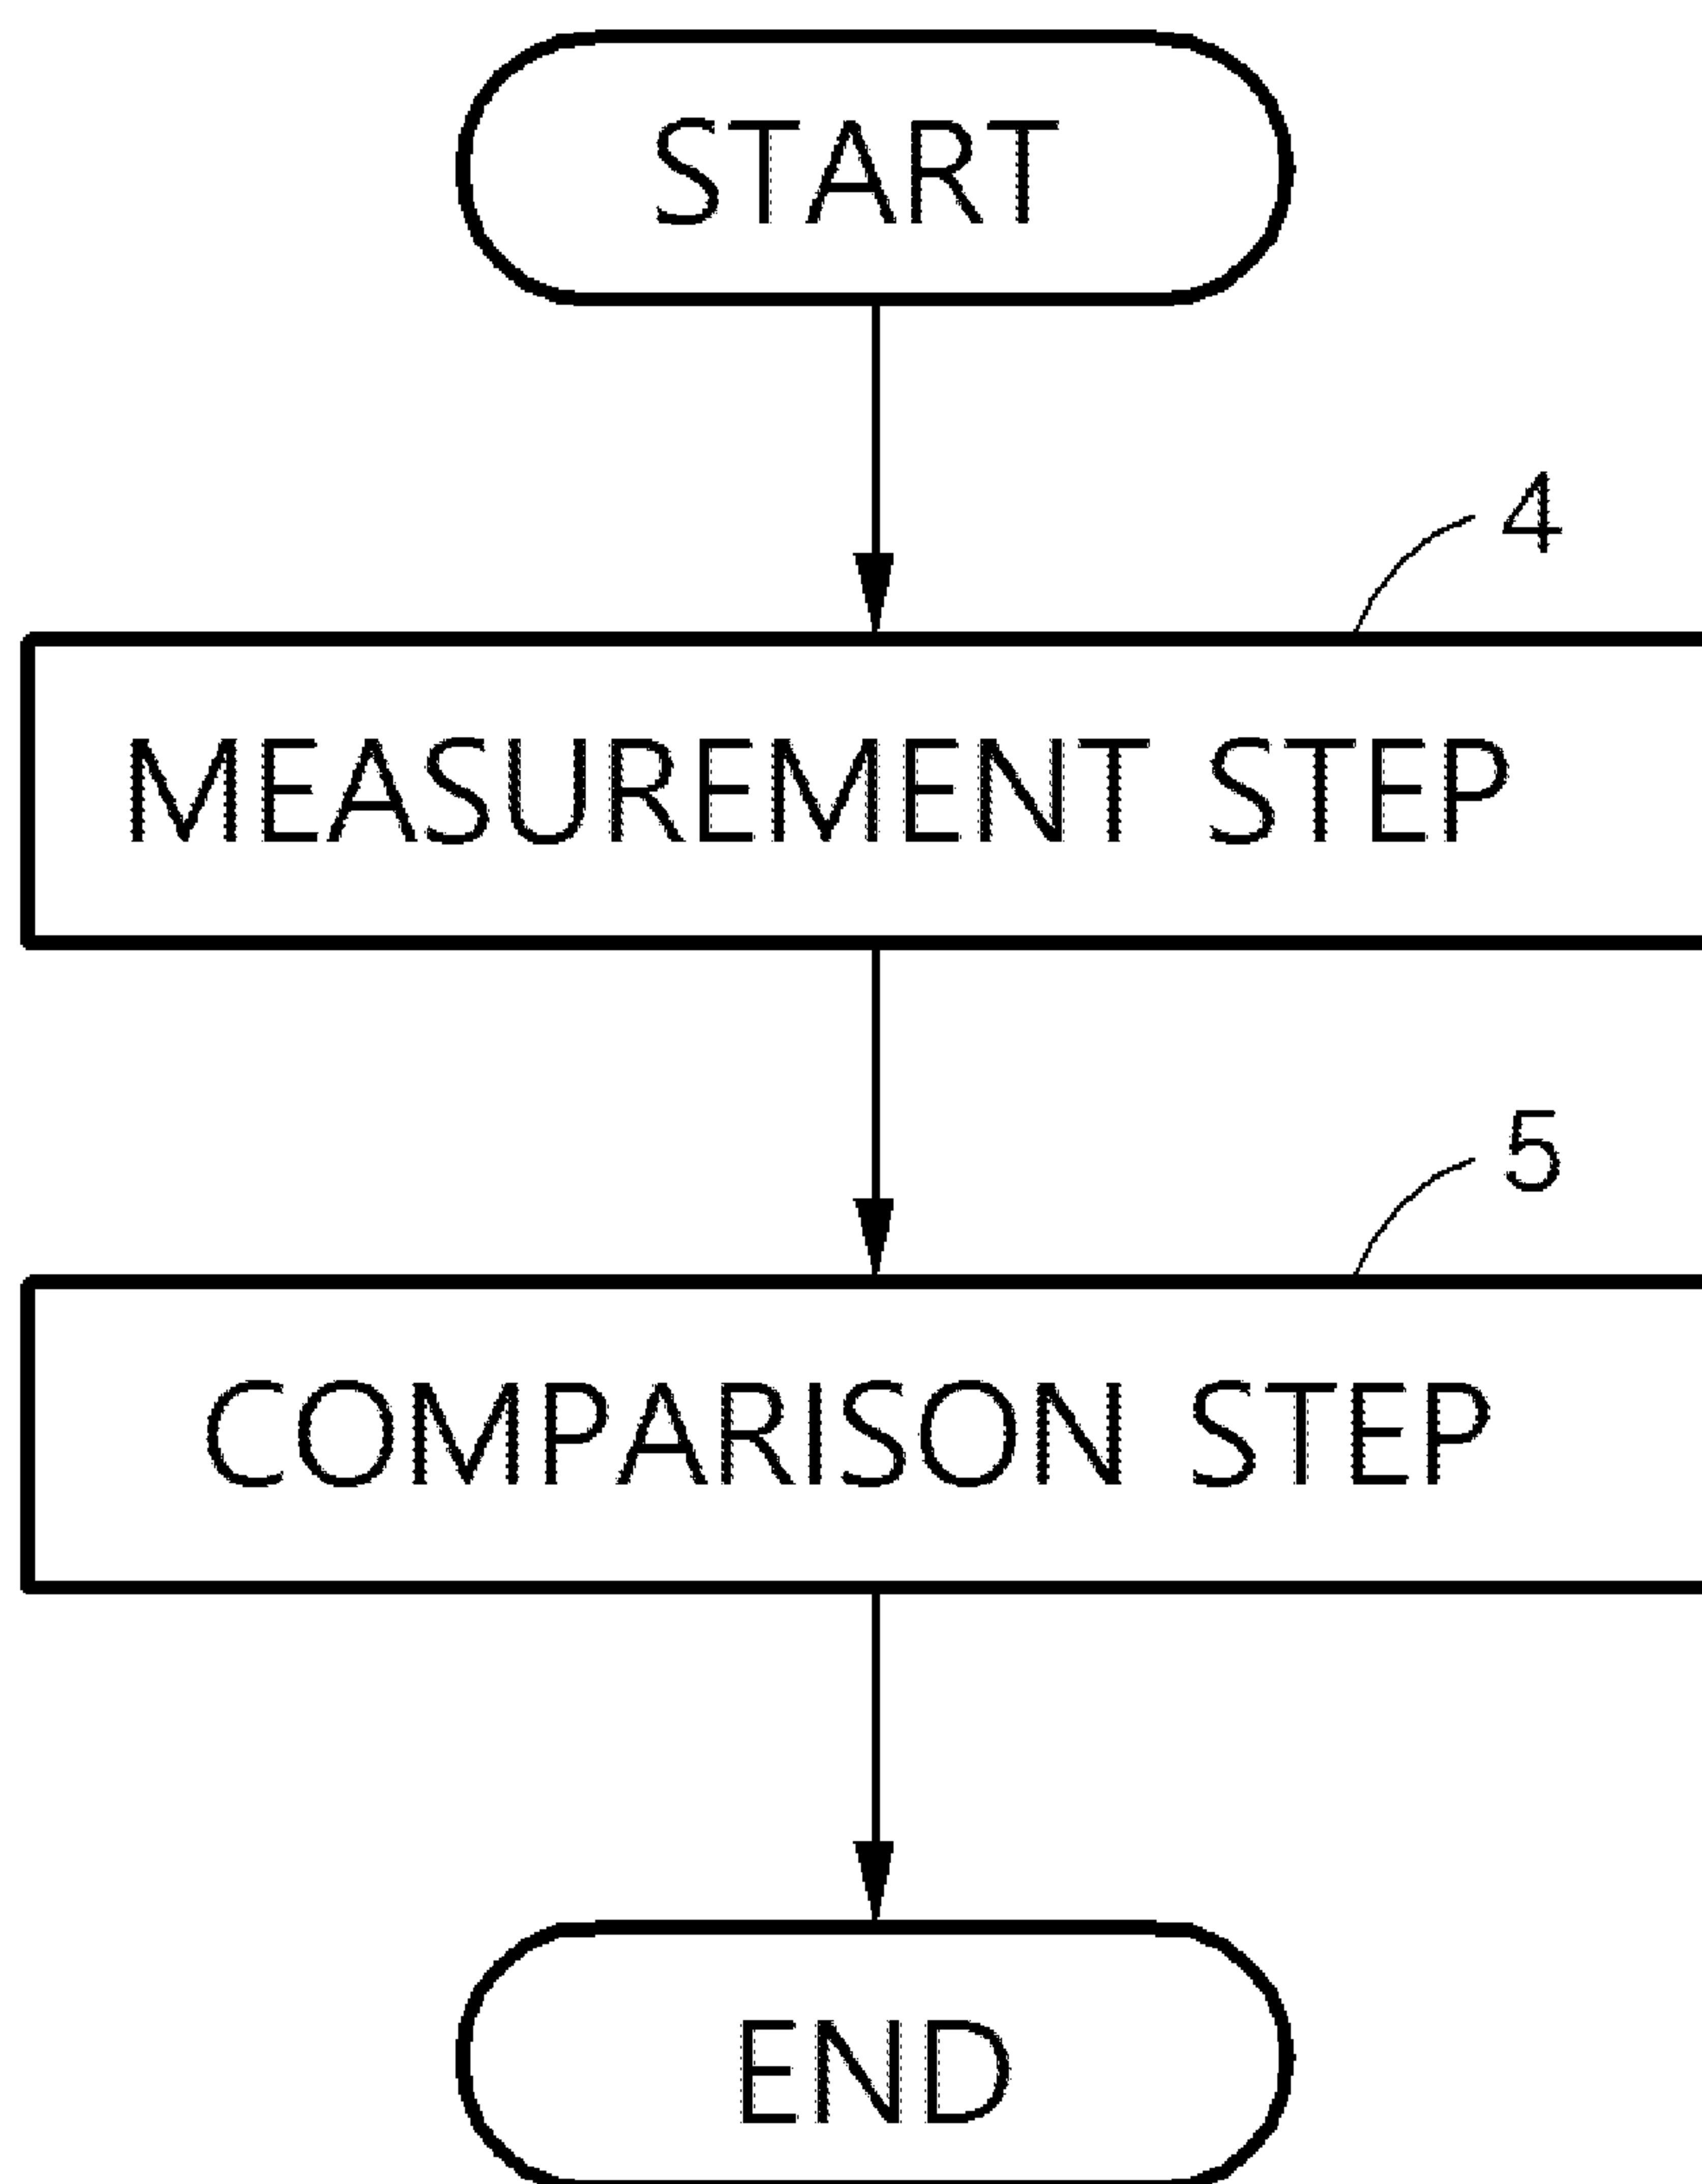 START
4
MEASUREMENT STEP
5
COMPARISON STEP
END